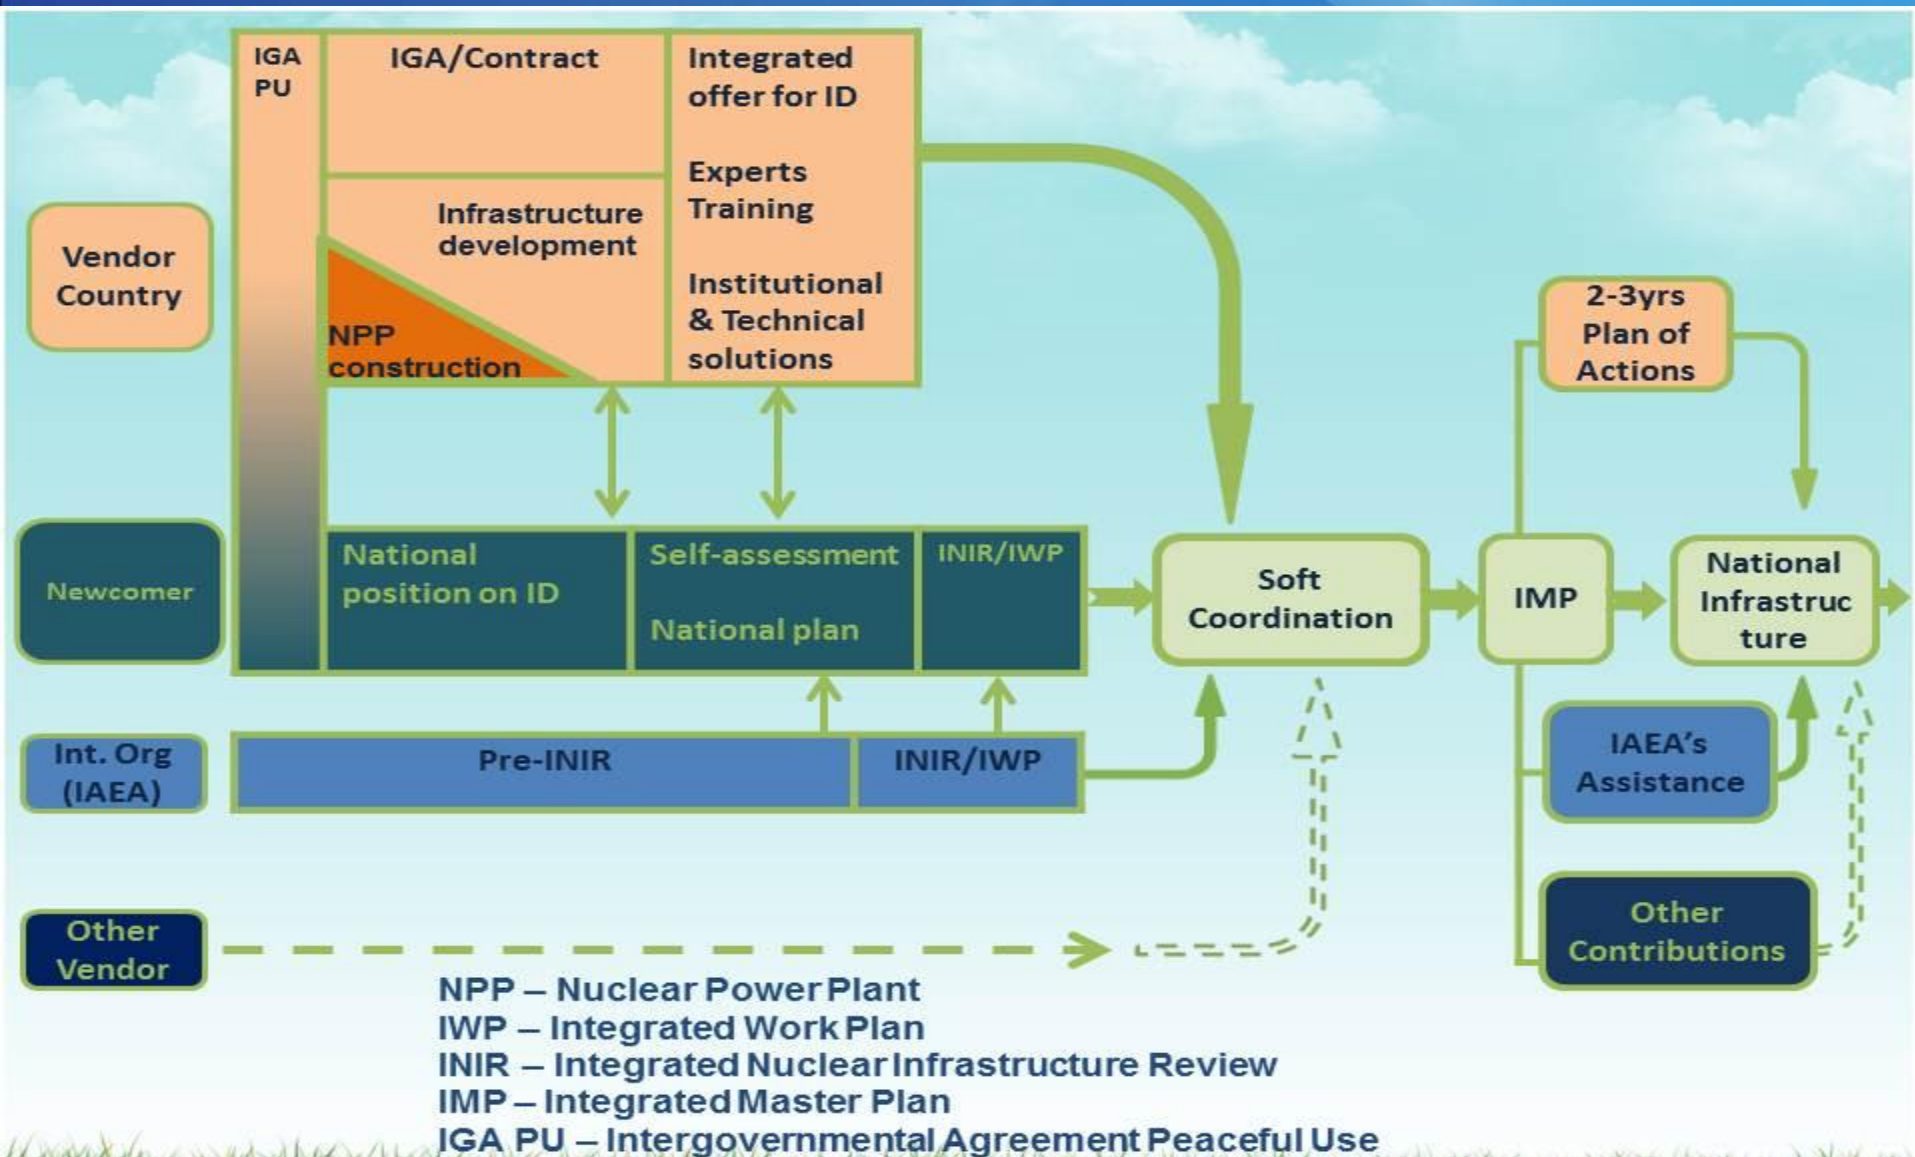 IGA
PU
IGA/Contract
Integrated
offer for ID
Experts
Training
Institutional
& Technical
solutions
Infrastructure
development
NPP
construction
Vendor
Country
2-3yrs
Plan of
Actions
Newcomer
National
position on ID
Self-assessment
National plan
INIR/IWP
Soft
Coordination
IMP
National
Infrastruc
ture
Int. Org
(IAEA)
Pre-INIR
INIR/IWP
IAEA's
Assistance
Other
Vendor
Other
Contributions
NPP – Nuclear Power Plant
IWP – Integrated Work Plan
INIR – Integrated Nuclear Infrastructure Review
IMP – Integrated Master Plan
IGA PU – Intergovernmental Agreement Peaceful Use